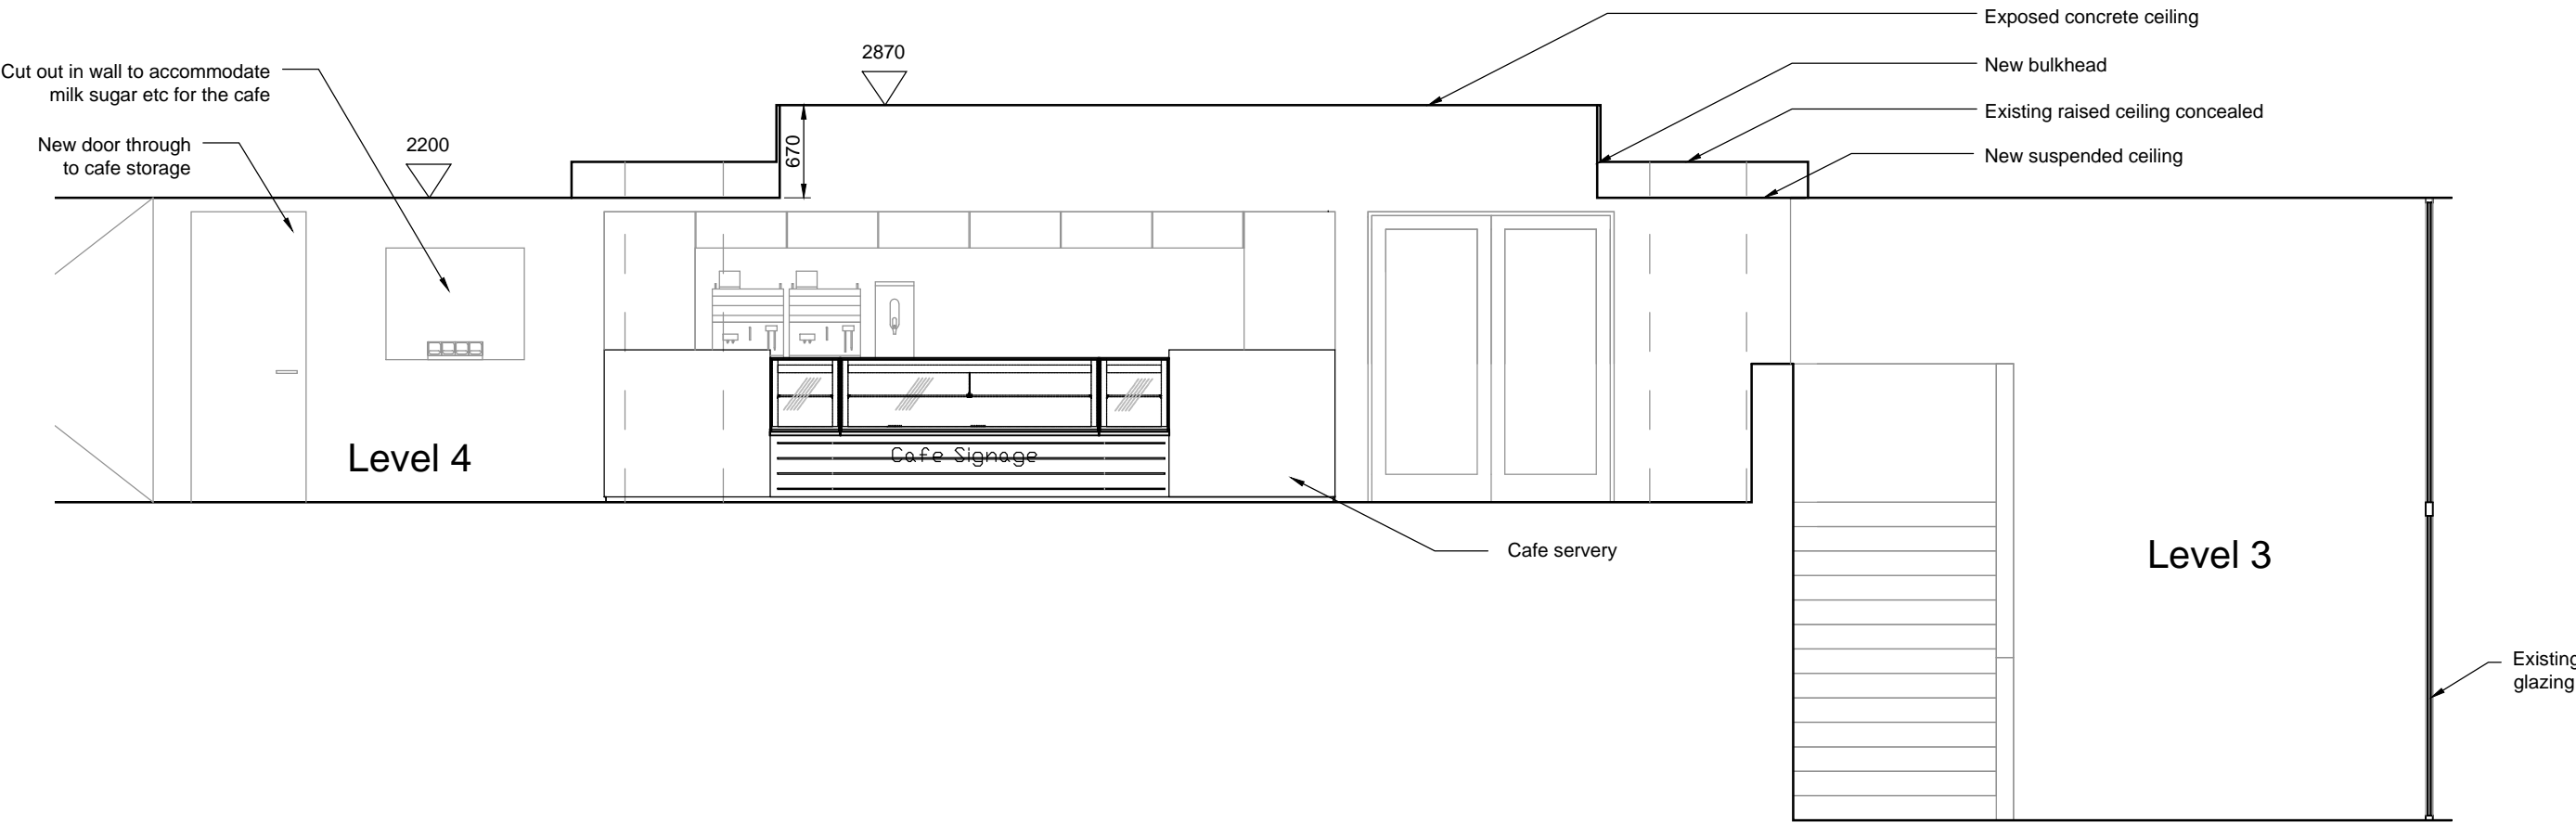 Exposed concrete ceiling
2870
New bulkhead
Cut out in wall to accommodate
milk sugar etc for the cafe
Existing raised ceiling concealed
New door through
to cafe storage
2200
670
New suspended ceiling
Level 4
Cafe Signage
Cafe servery
Level 3
Existing
glazing